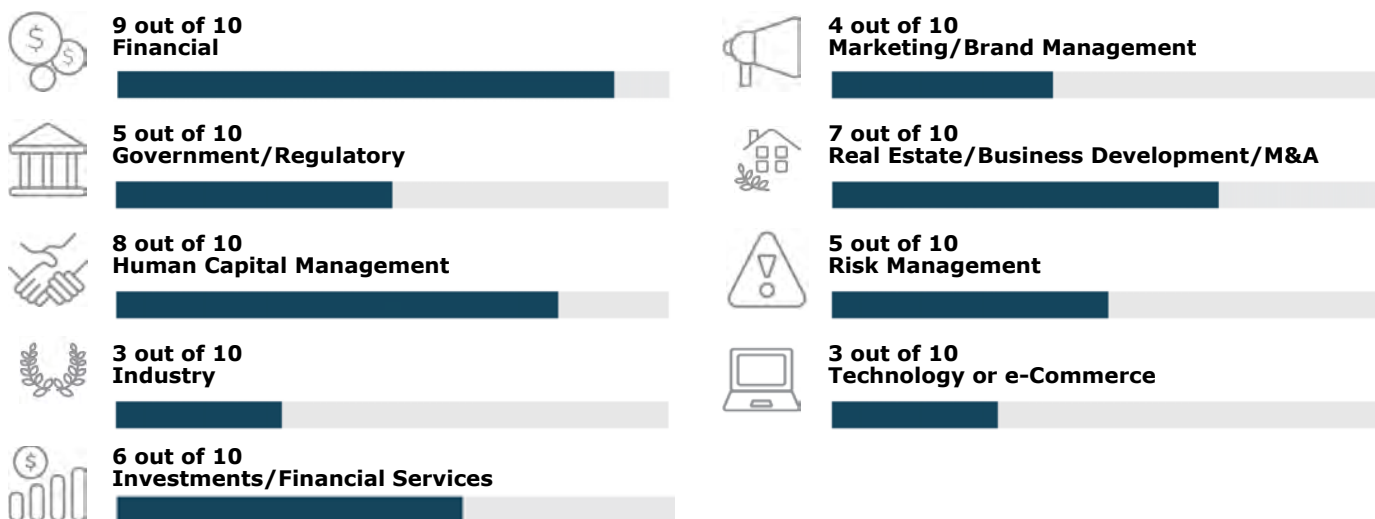 9 out of 10
Financial
5 out of 10
Government/Regulatory
8 out of 10
Human Capital Management
3 out of 10
Industry
6 out of 10
Investments/Financial Services
4 out of 10
Marketing/Brand Management
7 out of 10
Real Estate/Business Development/M&A
5 out of 10
Risk Management
3 out of 10
Technology or e-Commerce